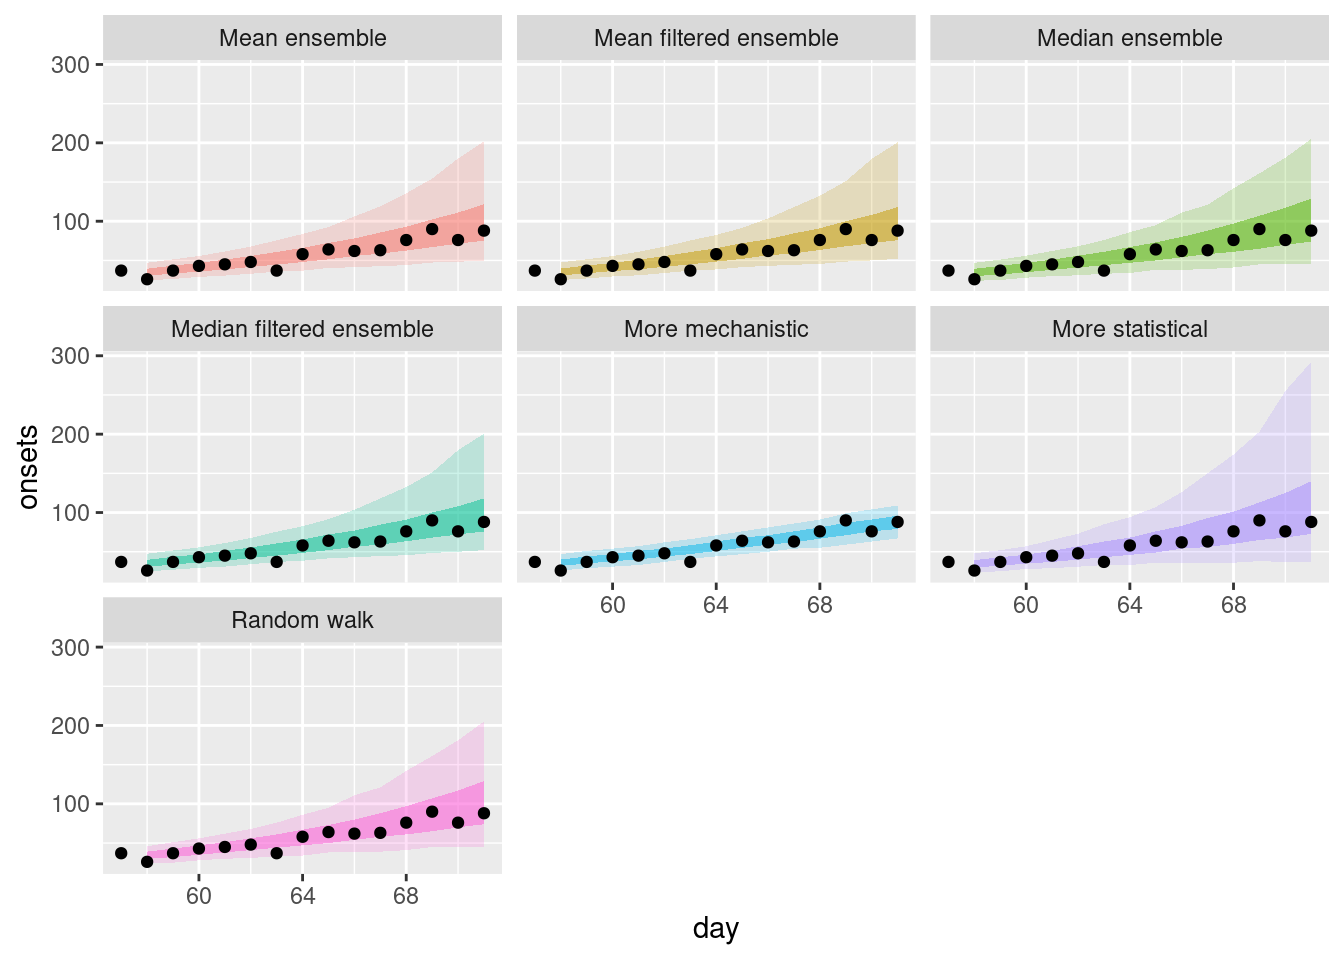 Mean ensemble
Mean filtered ensemble
Median ensemble
300
200
100
Median filtered ensemble
More mechanistic
More statistical
300
200
100
60
64
68
60
64
68
Random walk
300
200
100
60
64
68
onsets
day